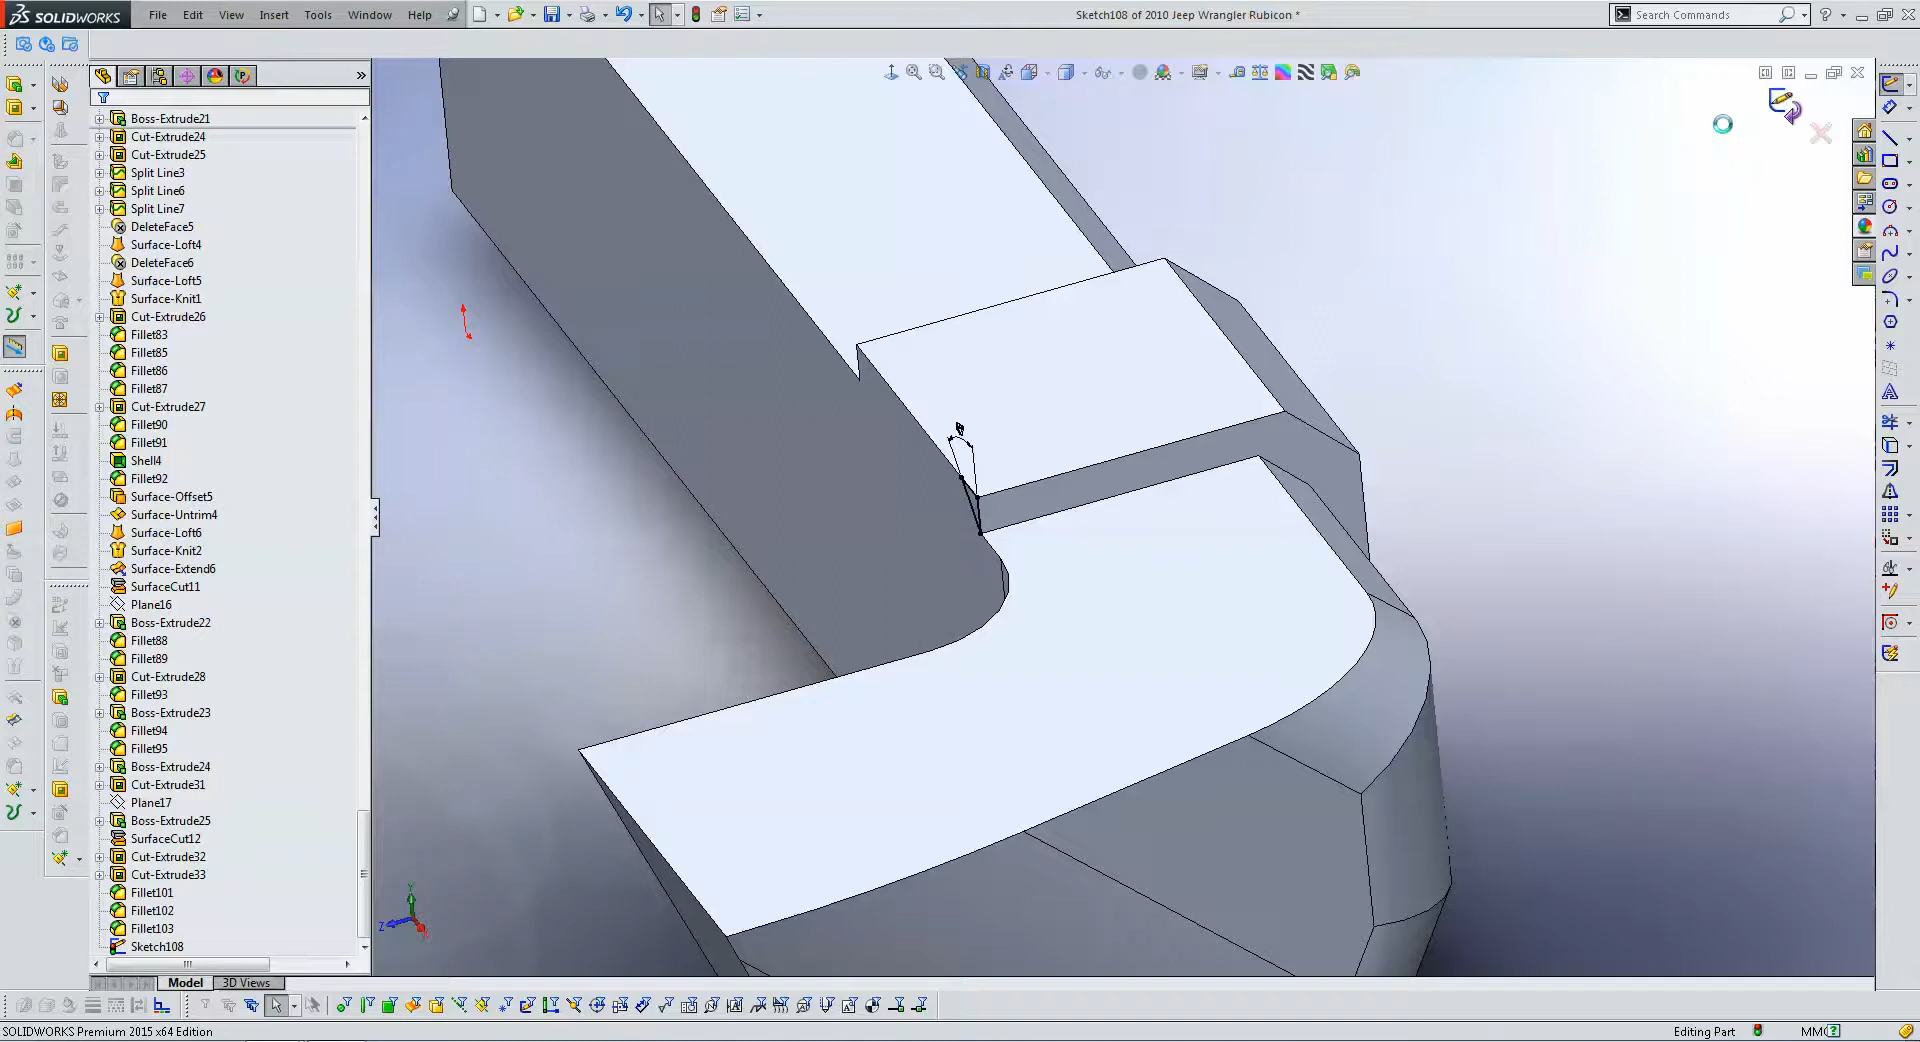 SOLIDWORKS File Edit View Insert Tools Window Help Sketch108 of 2010 Jeep Wrangler Rubicon * Search Commands
Boss-Extrude21
Cut-Extrude24
Cut-Extrude25
Split Line3
Split Line6
Split Line7
DeleteFace5
Surface-Loft4
DeleteFace6
Surface-Loft5
Surface-Knit1
Cut-Extrude26
Fillet83
Fillet85
Fillet86
Fillet87
Cut-Extrude27
Fillet90
Fillet91
Shell4
Fillet92
Surface-Offset5
Surface-Untrim4
Surface-Loft6
Surface-Knit2
Surface-Extend6
SurfaceCut11
Plane16
Boss-Extrude22
Fillet88
Fillet89
Cut-Extrude28
Fillet93
Boss-Extrude23
Fillet94
Fillet95
Boss-Extrude24
Cut-Extrude31
Plane17
Boss-Extrude25
SurfaceCut12
Cut-Extrude32
Cut-Extrude33
Fillet101
Fillet102
Fillet103
Sketch108
Y
Z
Model 3D Views
SOLIDWORKS Premium 2015 x64 Edition Editing Part